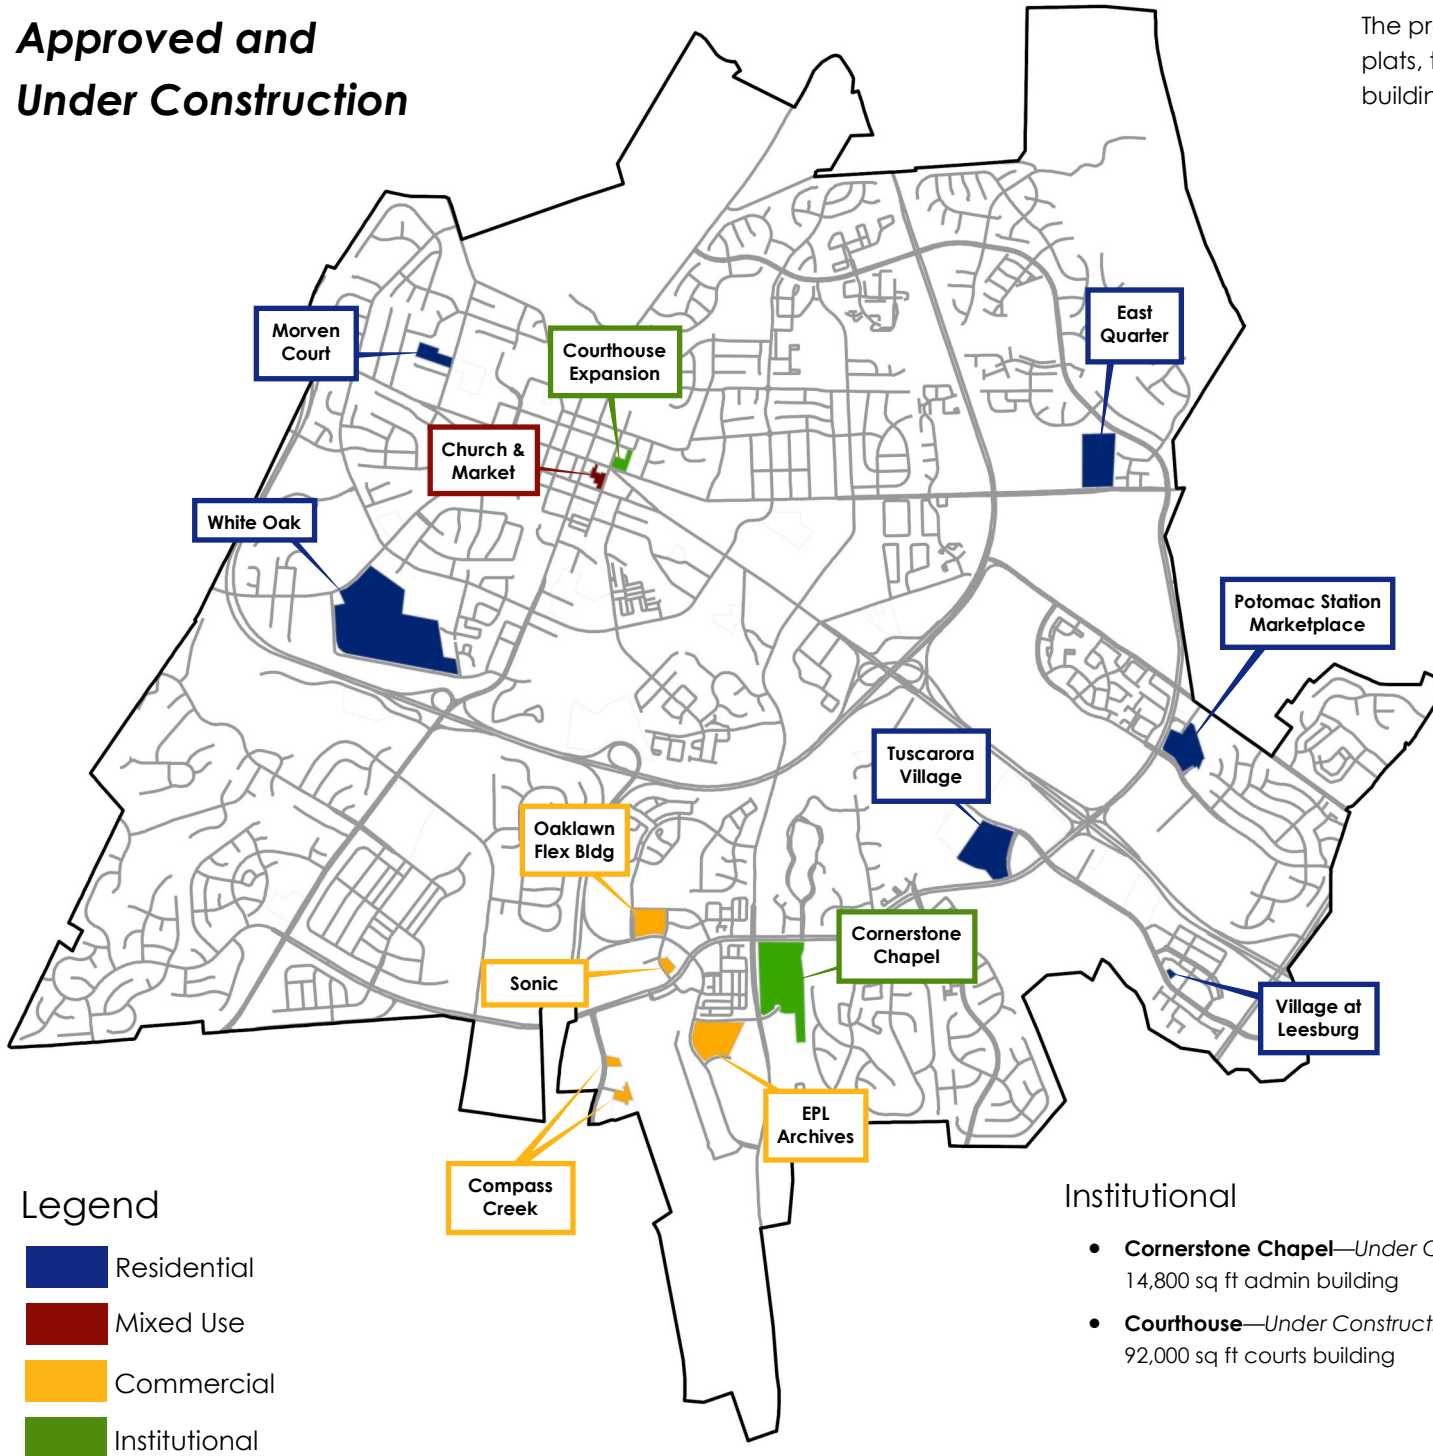 Approved and
Under Construction
The pr
plats, t
buildin
Morven
Court
Courthouse
Expansion
East
Quarter
Church &
Market
White Oak
Potomac Station
Marketplace
Tuscarora
Village
Oaklawn
Flex Bldg
Cornerstone
Chapel
Sonic
Village at
Leesburg
EPL
Archives
Compass
Creek
Legend
Residential
Mixed Use
Commercial
Institutional
Institutional
• Cornerstone Chapel—Under C
14,800 sq ft admin building
• Courthouse—Under Construct
92,000 sq ft courts building